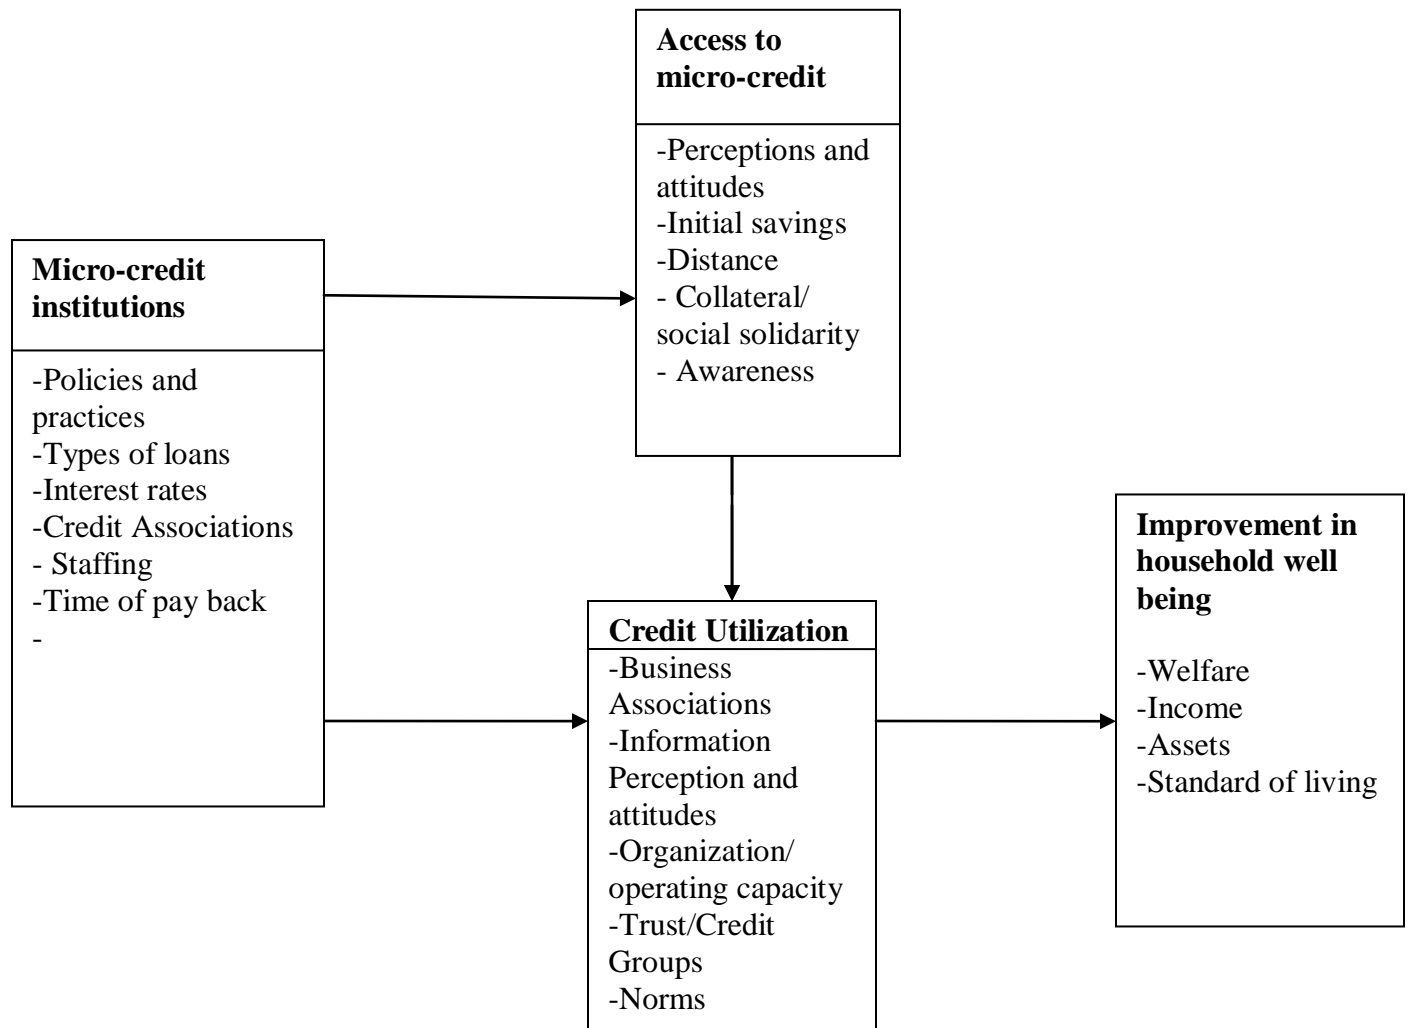 Access to
micro-credit
-Perceptions and
attitudes
-Initial savings
-Distance
- Collateral/
social solidarity
- Awareness
Micro-credit
institutions
-Policies and
practices
-Types of loans
-Interest rates
-Credit Associations
- Staffing
-Time of pay back
-
Credit Utilization
-Business
Associations
-Information
Perception and
attitudes
-Organization/
operating capacity
-Trust/Credit
Groups
-Norms
Improvement in
household well
being
-Welfare
-Income
-Assets
-Standard of living